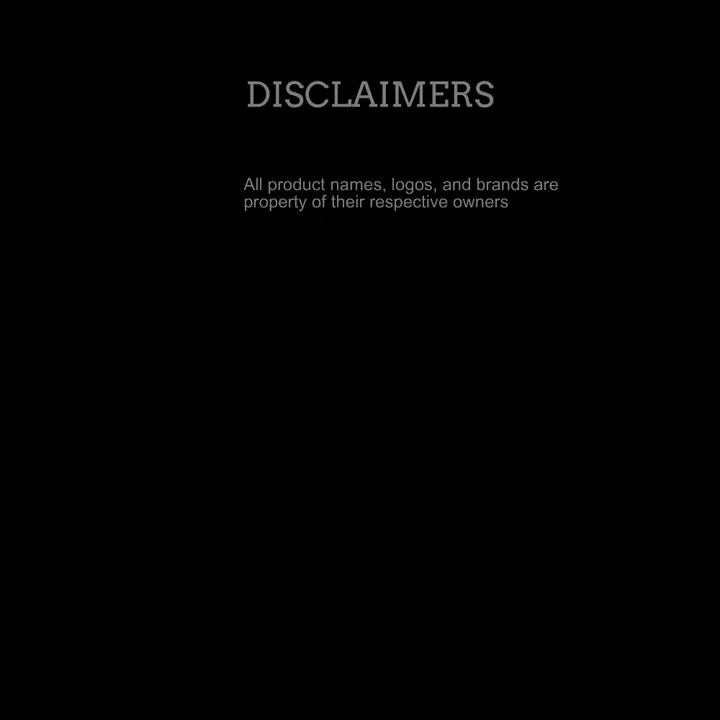 DISCLAIMERS
All product names, logos, and brands are
property of their respective owners